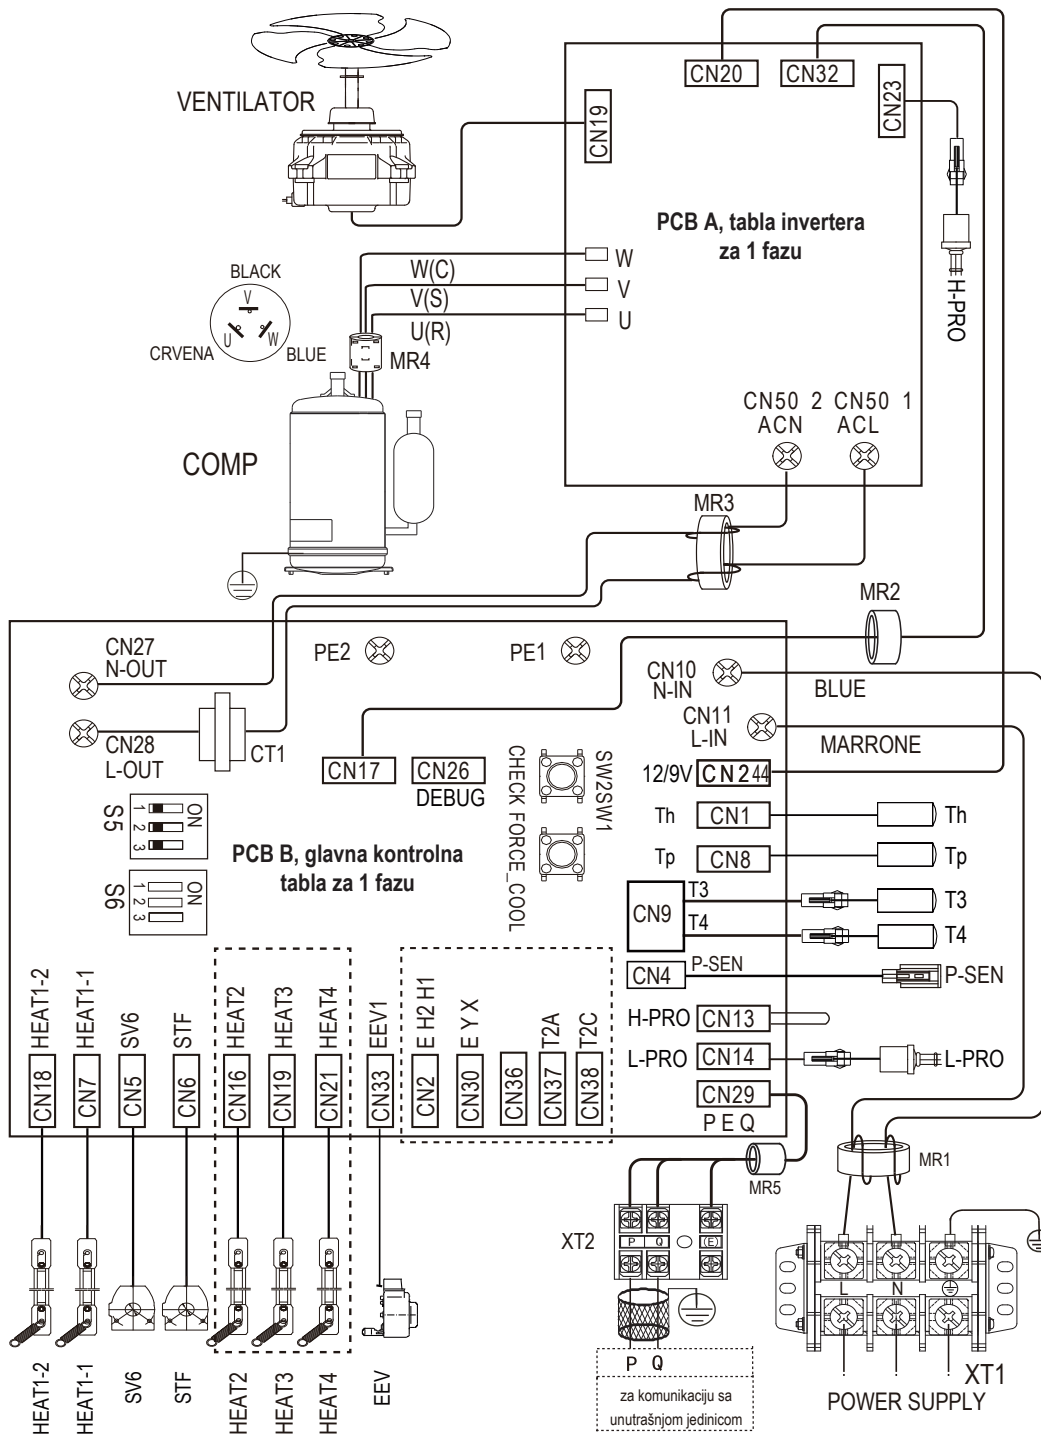 VENTILATOR
CN20
CN32
CN23
CN19
H-PRO
PCB A, tabla invertera
za 1 fazu
W
V
U
W(C)
V(S)
U(R)
MR4
BLACK
V
U
W
CRVENA
BLUE
COMP
CN50 2
ACN
CN50 1
ACL
MR3
MR2
CN27
N-OUT
PE2
PE1
CN10
N-IN
BLUE
CN28
L-OUT
CT1
CN11
L-IN
MARRONE
CN17
CN26
DEBUG
CHECK FORCE_COOL
SW2SW1
12/9V
CN244
Th
CN1
Th
Tp
CN8
Tp
S5
ON
1
2
3
S6
ON
1
2
3
PCB B, glavna kontrolna
tabla za 1 fazu
CN9
T3
T3
T4
T4
CN4
P-SEN
P-SEN
H-PRO
CN13
L-PRO
CN14
L-PRO
CN29
P E Q
HEAT1-2
HEAT1-1
SV6
STF
HEAT2
HEAT3
HEAT4
EEV1
E H2 H1
E Y X
T2A
T2C
CN18
CN7
CN5
CN6
CN16
CN19
CN21
CN33
CN2
CN30
CN36
CN37
CN38
MR5
MR1
XT2
P
Q
E
L
N
P Q
za komunikaciju sa
unutrašnjom jedinicom
XT1
POWER SUPPLY
HEAT1-2
HEAT1-1
SV6
STF
HEAT2
HEAT3
HEAT4
EEV